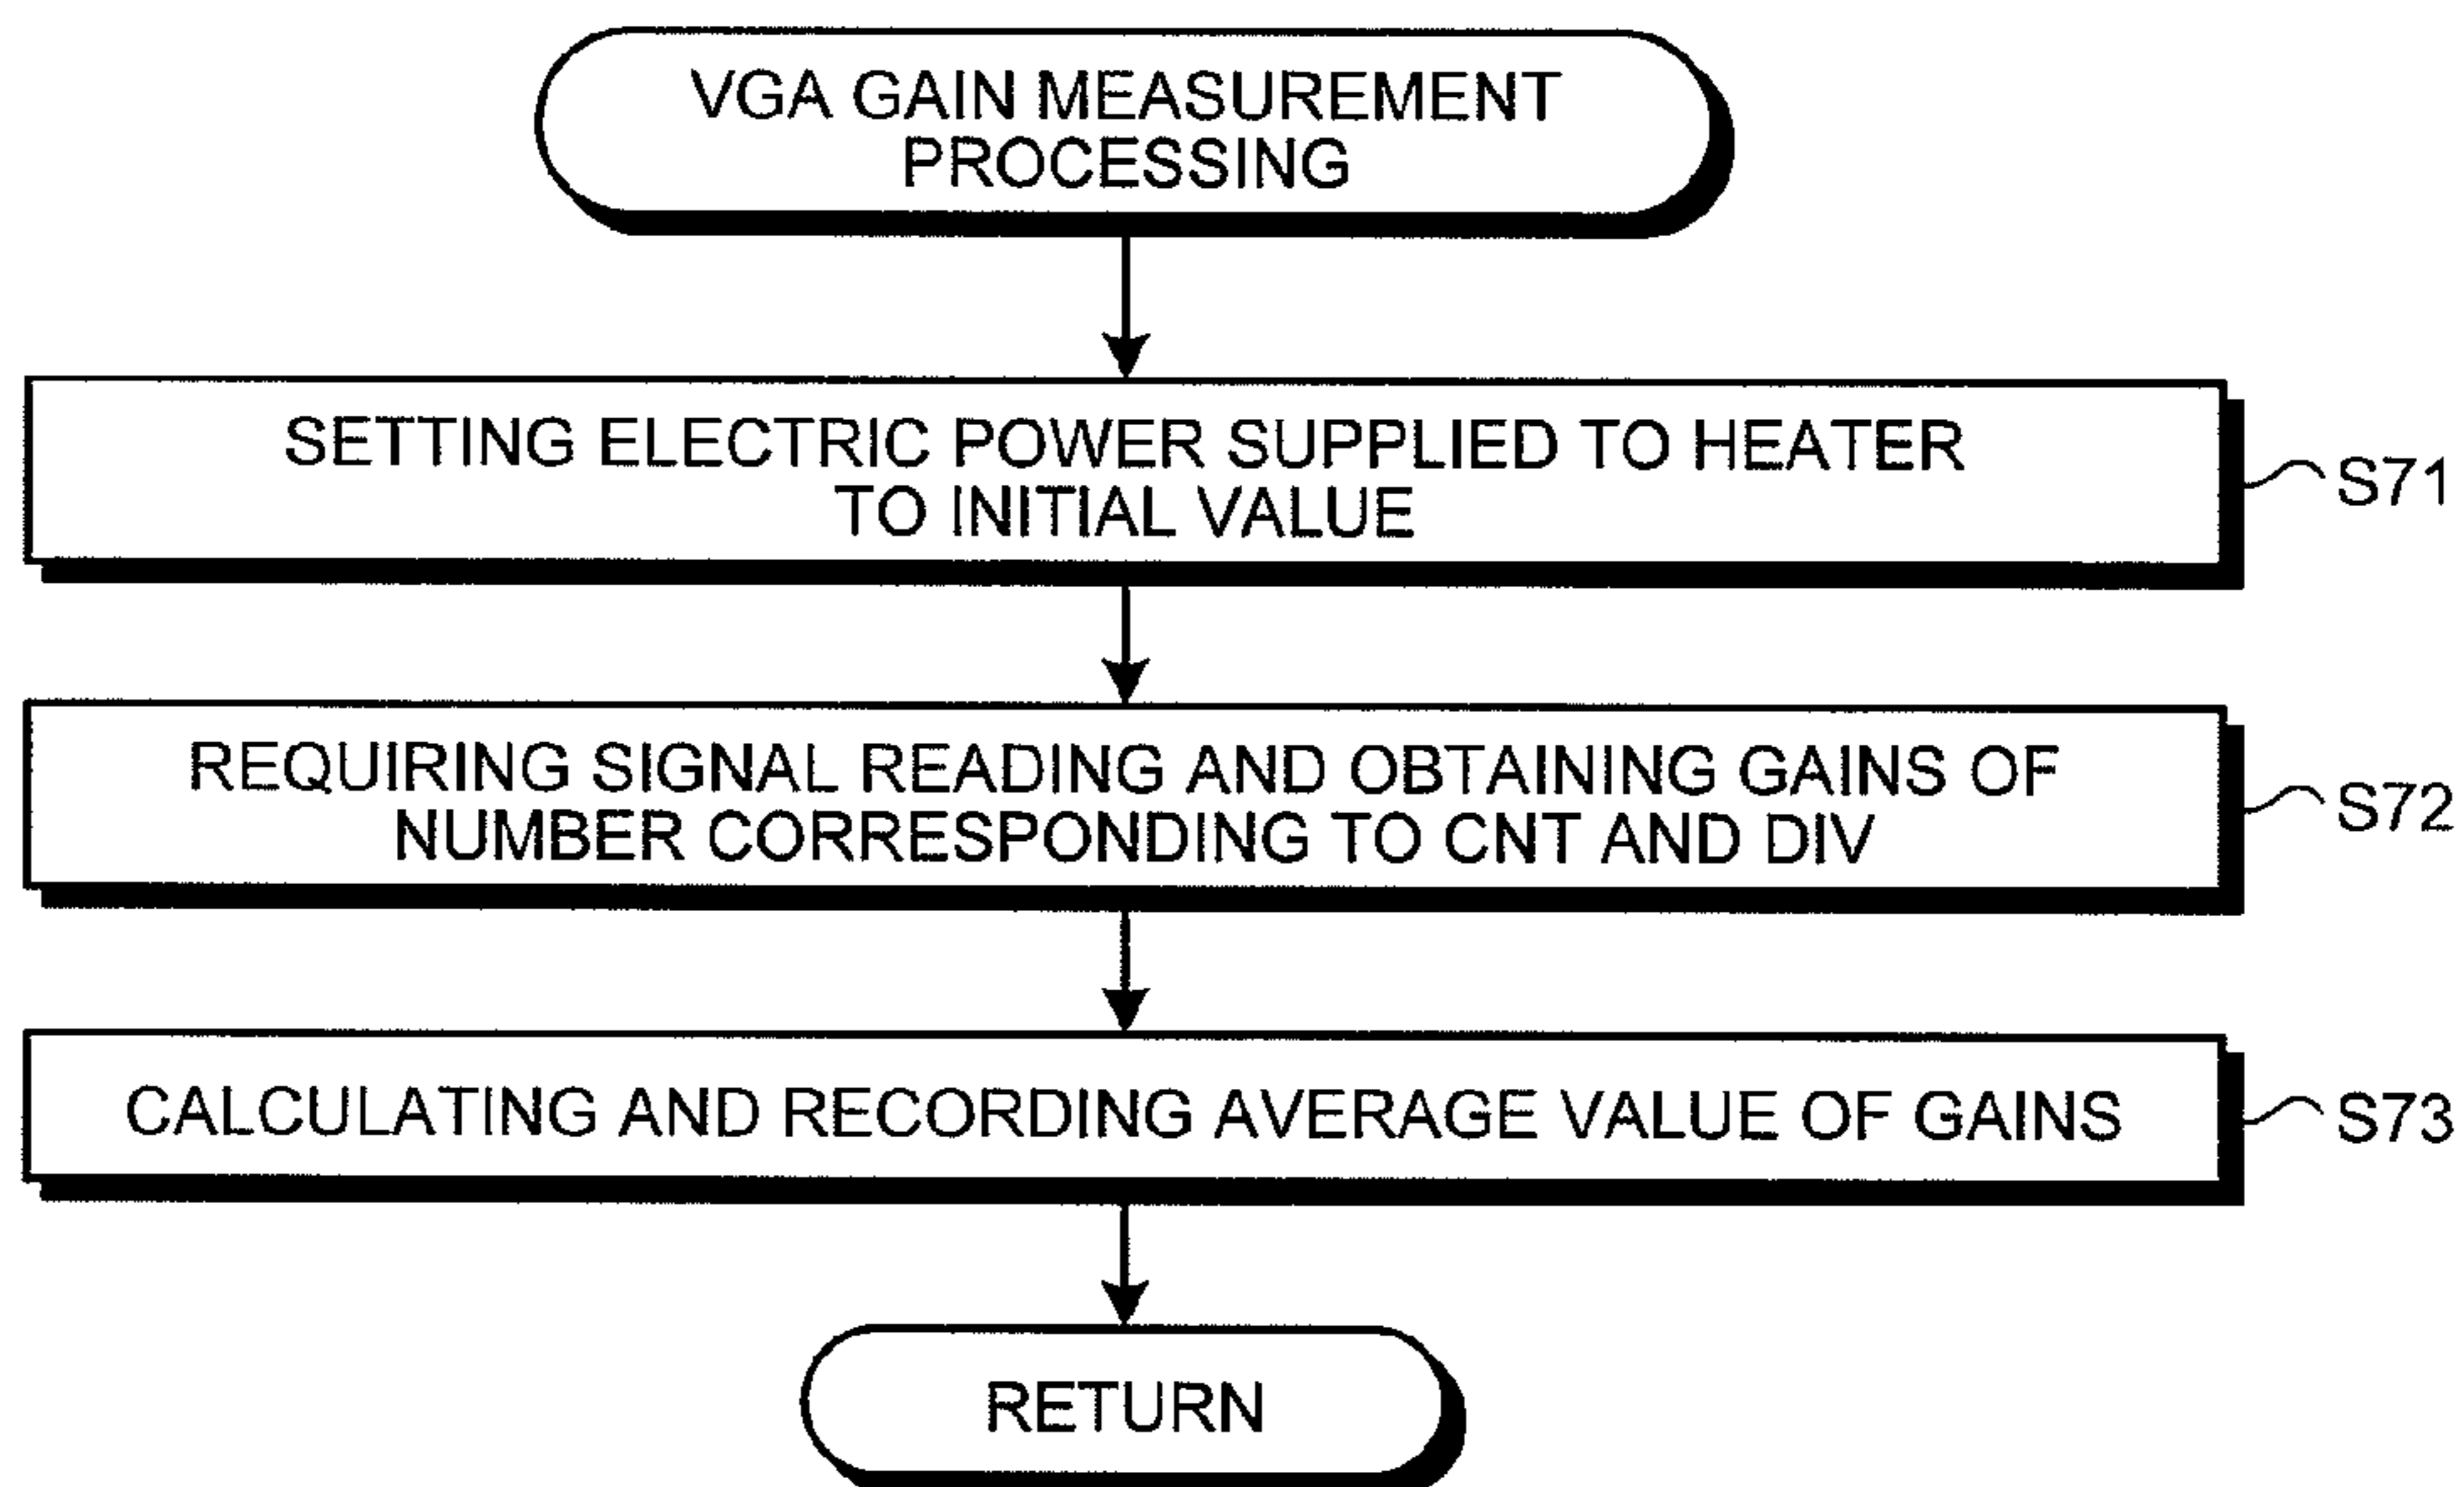 VGA GAIN MEASUREMENT
PROCESSING
SETTING ELECTRIC POWER SUPPLIED TO HEATER
TO INITIAL VALUE
S71
REQUIRING SIGNAL READING AND OBTAINING GAINS OF
NUMBER CORRESPONDING TO CNT AND DIV
S72
CALCULATING AND RECORDING AVERAGE VALUE OF GAINS
S73
RETURN